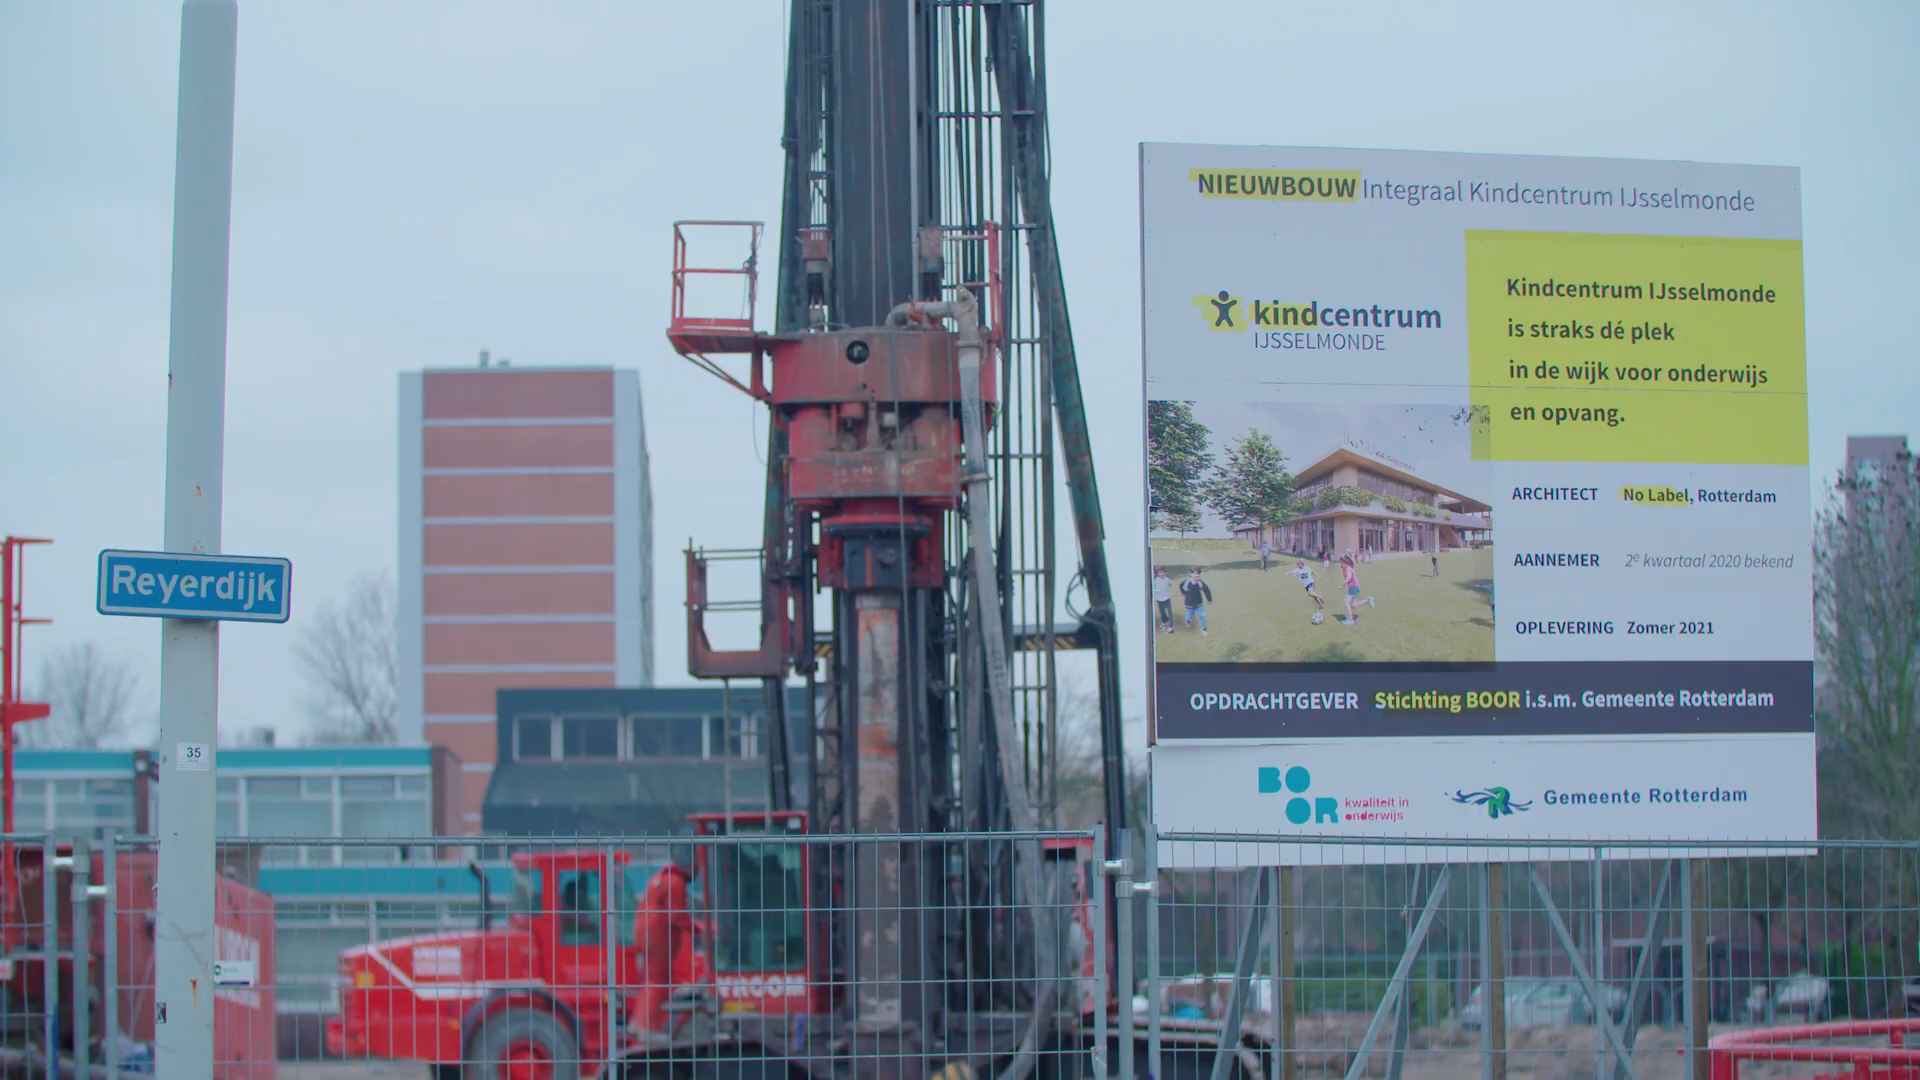 Reyerdijk
35
VROOM
NIEUWBOUW Integraal Kindcentrum IJsselmonde
kindcentrum
IJSSELMONDE
Kindcentrum IJsselmonde
is straks dé plek
in de wijk voor onderwijs
en opvang.
ARCHITECT No Label, Rotterdam
AANNEMER 2e kwartaal 2020 bekend
OPLEVERING Zomer 2021
OPDRACHTGEVER Stichting BOOR i.s.m. Gemeente Rotterdam
BOOR
kwaliteit in
onderwijs
Gemeente Rotterdam